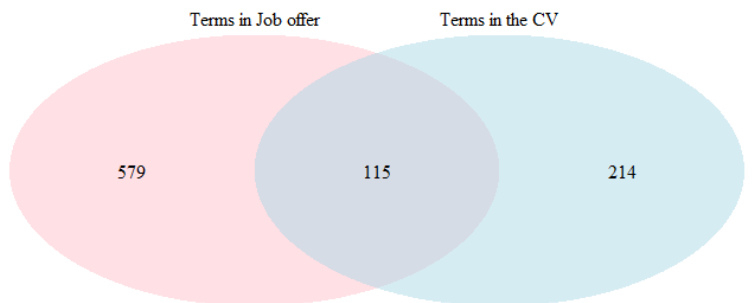 Terms in Job offer
Terms in the CV
579
115
214